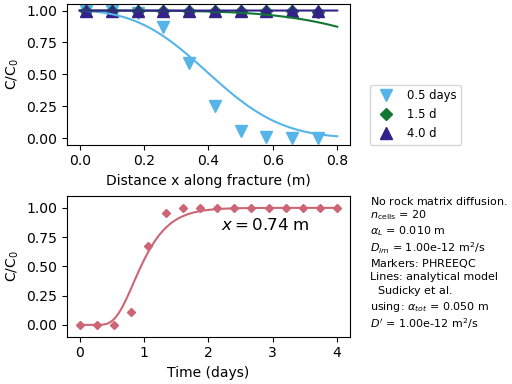 1.00
0.75
0.50
0.25
0.00
C/C₀
0.0 0.2 0.4 0.6 0.8
Distance x along fracture (m)
0.5 days
1.5 d
4.0 d
1.00
0.75
0.50
0.25
0.00
C/C₀
x = 0.74 m
0 1 2 3 4
Time (days)
No rock matrix diffusion.
n_cells = 20
α_L = 0.010 m
D_im = 1.00e-12 m²/s
Markers: PHREEQC
Lines: analytical model
Sudicky et al.
using: α_tot = 0.050 m
D' = 1.00e-12 m²/s